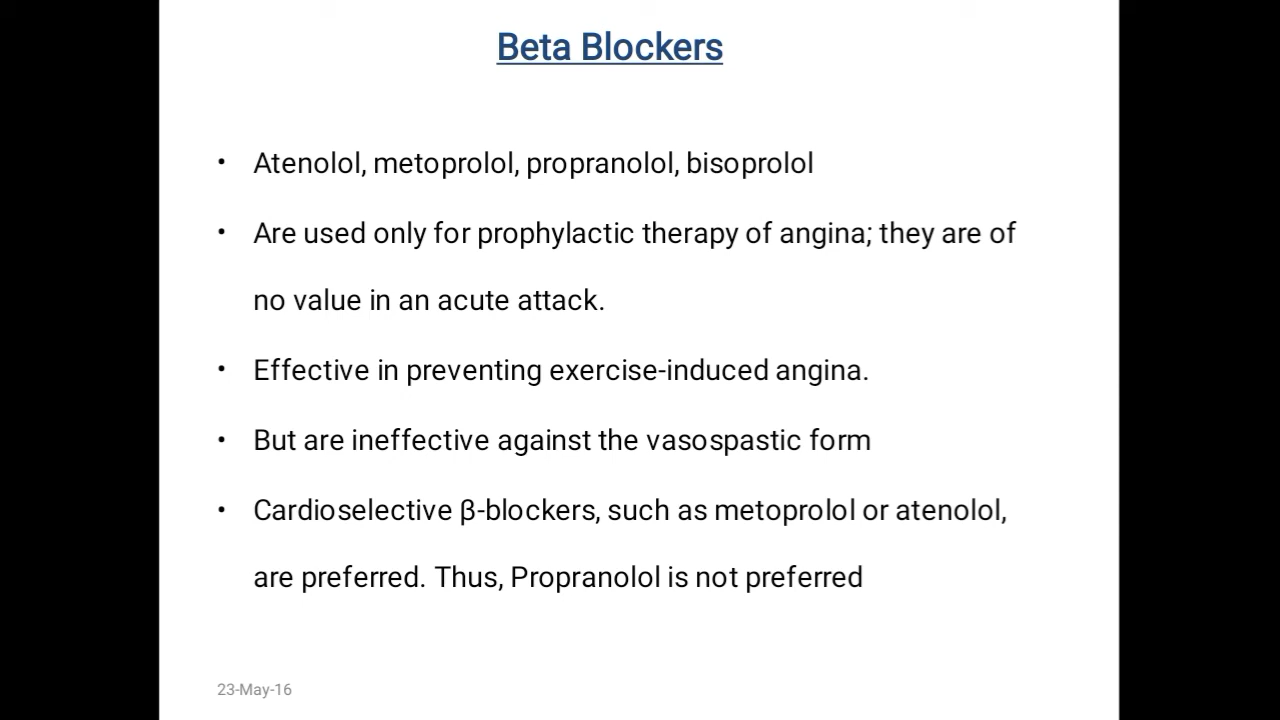 Beta Blockers
• Atenolol, metoprolol, propranolol, bisoprolol
• Are used only for prophylactic therapy of angina; they are of
no value in an acute attack.
• Effective in preventing exercise-induced angina.
• But are ineffective against the vasospastic form
• Cardioselective β-blockers, such as metoprolol or atenolol,
are preferred. Thus, Propranolol is not preferred
23-May-16